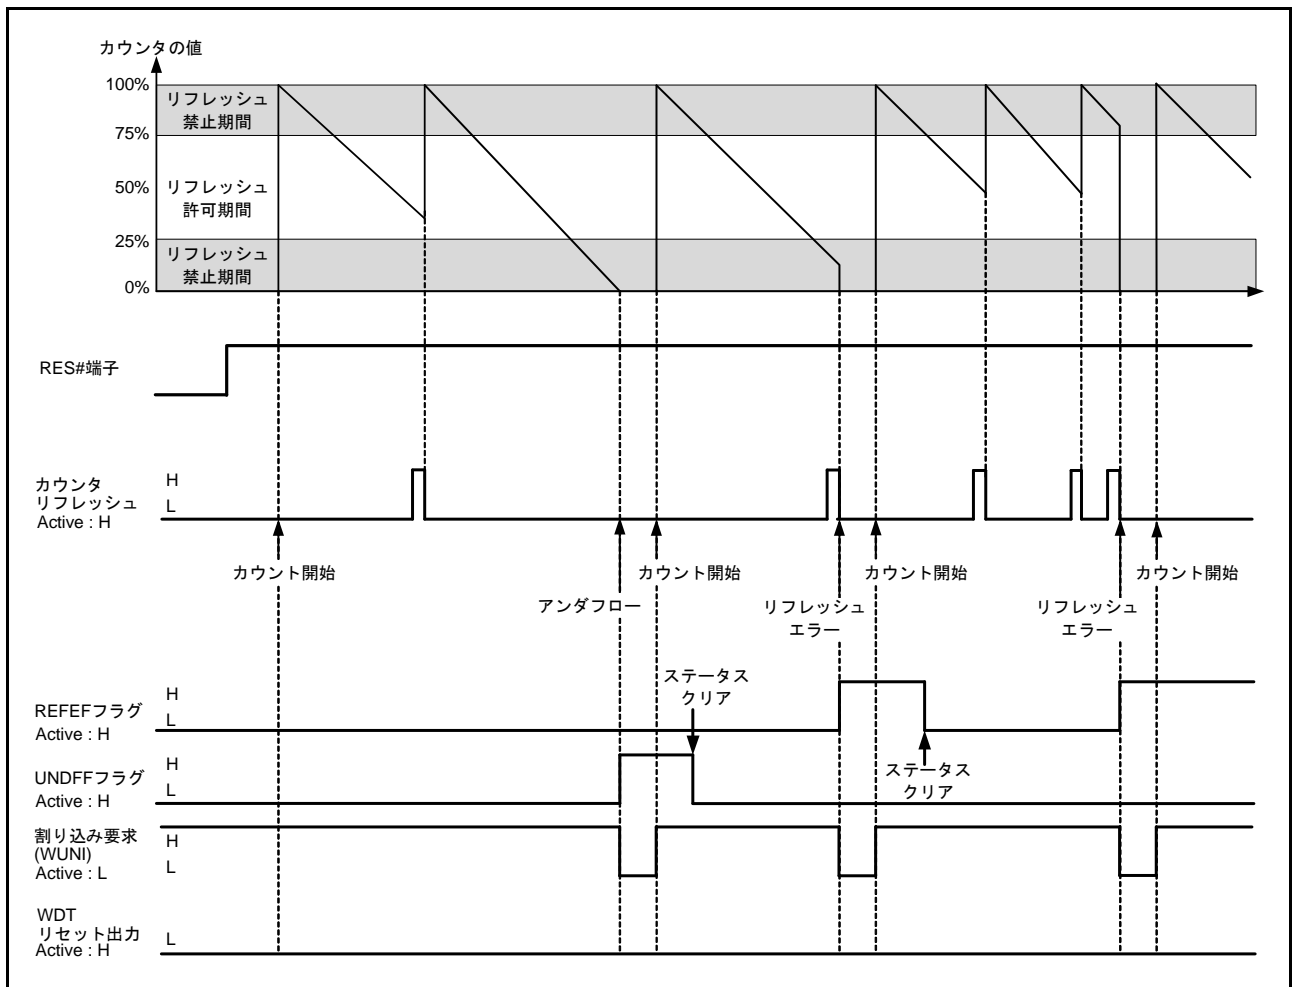 カウンタの値
100%
リフレッシュ
禁止期間
75%
50%
リフレッシュ
許可期間
25%
リフレッシュ
禁止期間
0%
RES#端子
カウンタ
リフレッシュ
Active : H
H
L
カウント開始
カウント開始
カウント開始
カウント開始
アンダフロー
リフレッシュ
エラー
リフレッシュ
エラー
ステータス
クリア
REFEFフラグ
Active : H
H
L
ステータス
クリア
UNDFFフラグ
Active : H
H
L
割り込み要求
(WUNI)
Active : L
H
L
WDT
リセット出力
Active : H
L